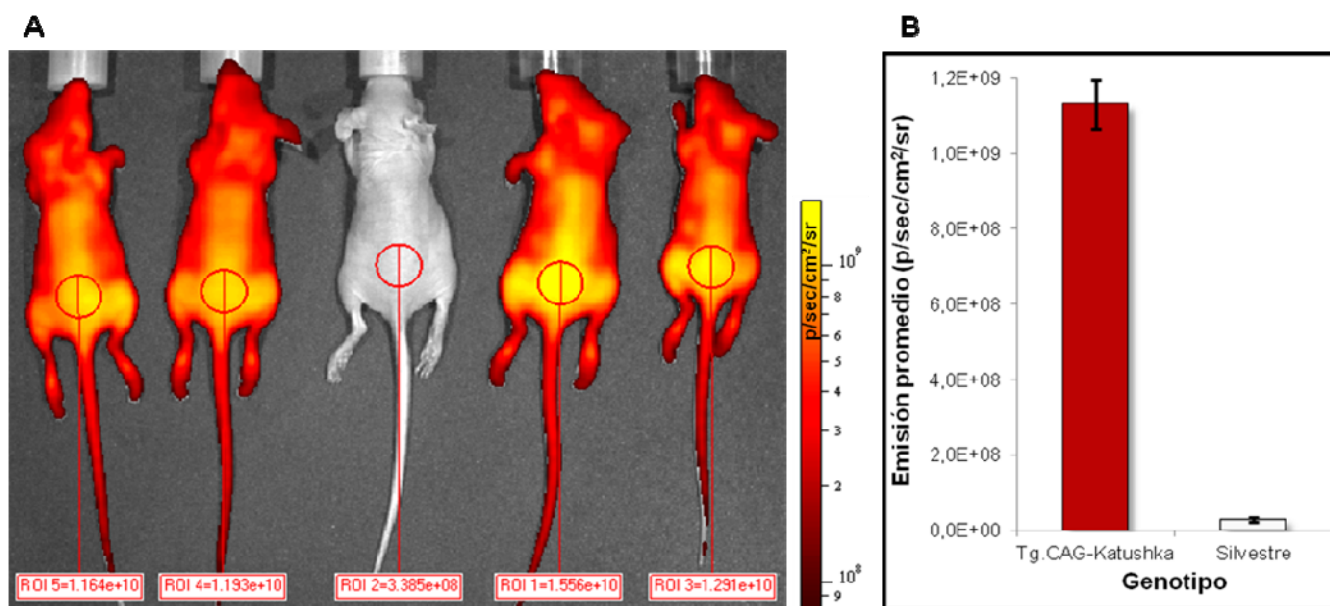 A
ROI 5=1.164e+10
ROI 4=1.193e+10
ROI 2=3.385e+08
ROI 1=1.556e+10
ROI 3=1.291e+10
p/sec/cm²/sr
10⁹
8
6
4
3
2
10⁸
9
B
Emisión promedio (p/sec/cm²/sr)
1,2E+09
1,0E+09
8,0E+08
6,0E+08
4,0E+08
2,0E+08
0,0E+00
Tg.CAG-Katushka
Silvestre
Genotipo